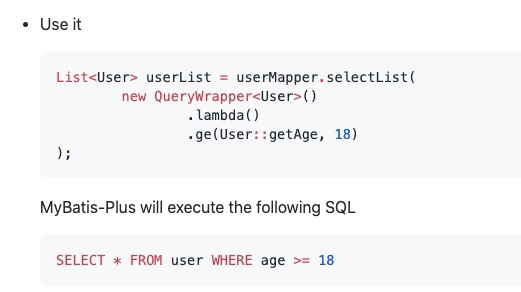 • Use it
List<User> userList = userMapper.selectList(
        new QueryWrapper<User>()
                .lambda()
                .ge(User::getAge, 18)
);
MyBatis-Plus will execute the following SQL
SELECT * FROM user WHERE age >= 18